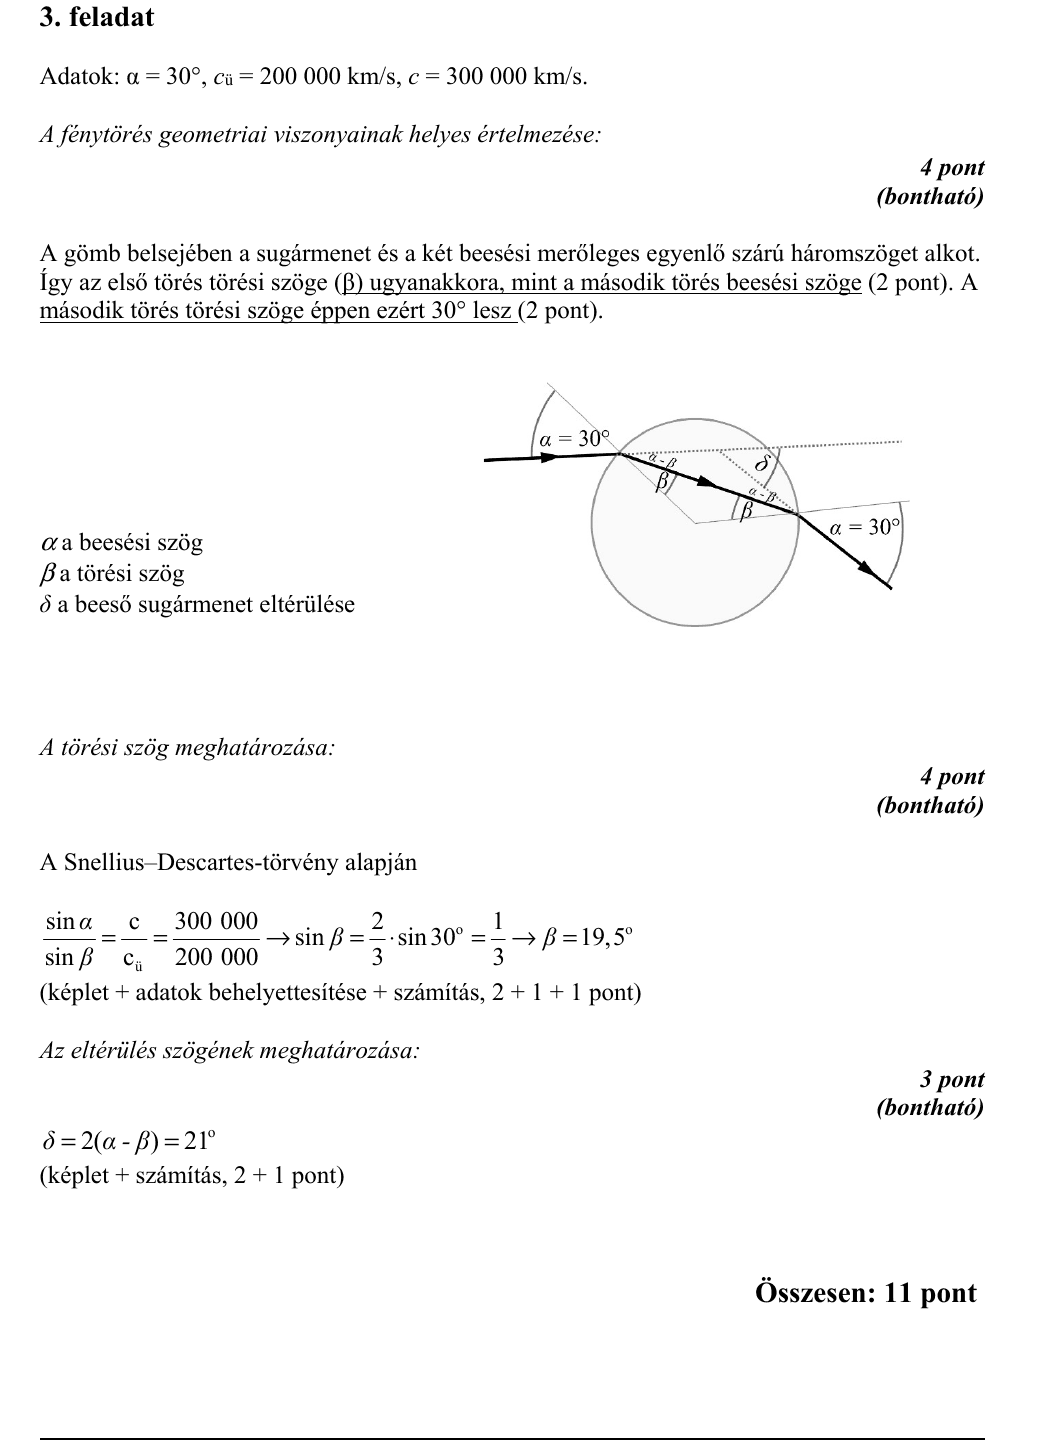 3. feladat
Adatok: α = 30°, cü = 200 000 km/s, c = 300 000 km/s.
A fénytörés geometriai viszonyainak helyes értelmezése:
4 pont
(bontható)
A gömb belsejében a sugármenet és a két beesési merőleges egyenlő szárú háromszöget alkot.
Így az első törés törési szöge (β) ugyanakkora, mint a második törés beesési szöge (2 pont). A
második törés törési szöge éppen ezért 30° lesz (2 pont).
α = 30°
α - β
δ
β
α - β
β
α = 30°
α a beesési szög
β a törési szög
δ a beeső sugármenet eltérülése
A törési szög meghatározása:
4 pont
(bontható)
A Snellius–Descartes-törvény alapján
sin α / sin β = c / cü = 300 000 / 200 000 → sin β = 2/3 · sin 30° = 1/3 → β = 19,5°
(képlet + adatok behelyettesítése + számítás, 2 + 1 + 1 pont)
Az eltérülés szögének meghatározása:
3 pont
(bontható)
δ = 2(α - β) = 21°
(képlet + számítás, 2 + 1 pont)
Összesen: 11 pont